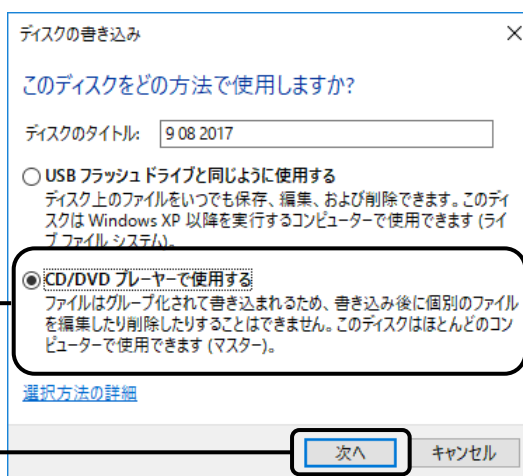 ディスクの書き込み
このディスクをどの方法で使用しますか?
ディスクのタイトル: 9 08 2017
USB フラッシュ ドライブと同じように使用する
ディスク上のファイルをいつでも保存、編集、および削除できます。このディ
スクは Windows XP 以降を実行するコンピューターで使用できます (ライ
ブ ファイル システム)。
CD/DVD プレーヤーで使用する
ファイルはグループ化されて書き込まれるため、書き込み後に個別のファイル
を編集したり削除したりすることはできません。このディスクはほとんどのコン
ピューターで使用できます (マスター)。
選択方法の詳細
次へ キャンセル